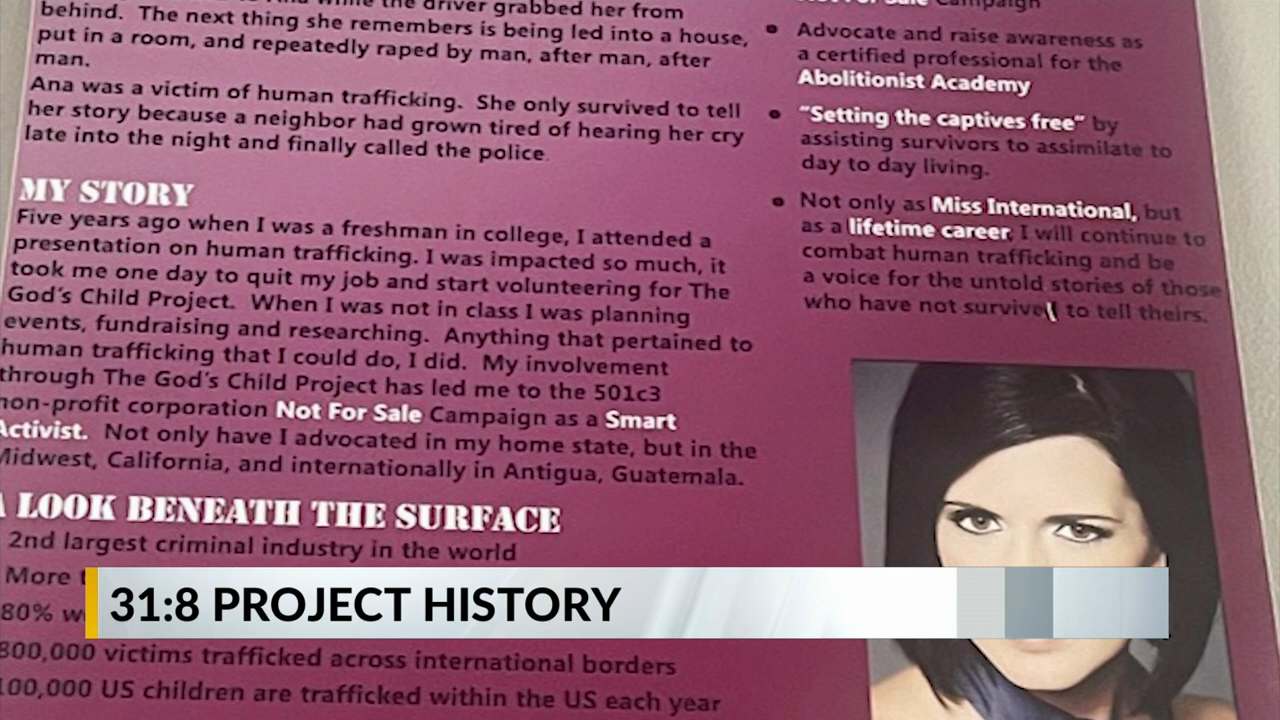 the driver grabbed her from
behind. The next thing she remembers is being led into a house,
put in a room, and repeatedly raped by man, after man, after
man.
Ana was a victim of human trafficking. She only survived to tell
her story because a neighbor had grown tired of hearing her cry
late into the night and finally called the police.
MY STORY
Five years ago when I was a freshman in college, I attended a
presentation on human trafficking. I was impacted so much, it
took me one day to quit my job and start volunteering for The
God's Child Project. When I was not in class I was planning
events, fundraising and researching. Anything that pertained to
human trafficking that I could do, I did. My involvement
through The God's Child Project has led me to the 501c3
non-profit corporation Not For Sale Campaign as a Smart
Activist. Not only have I advocated in my home state, but in the
Midwest, California, and internationally in Antigua, Guatemala.
A LOOK BENEATH THE SURFACE
2nd largest criminal industry in the world
More
80%
800,000 victims trafficked across international borders
100,000 US children are trafficked within the US each year
Not For Sale Campaign
• Advocate and raise awareness as
a certified professional for the
Abolitionist Academy
• "Setting the captives free" by
assisting survivors to assimilate to
day to day living.
• Not only as Miss International, but
as a lifetime career, I will continue to
combat human trafficking and be
a voice for the untold stories of those
who have not survive to tell theirs.
31:8 PROJECT HISTORY